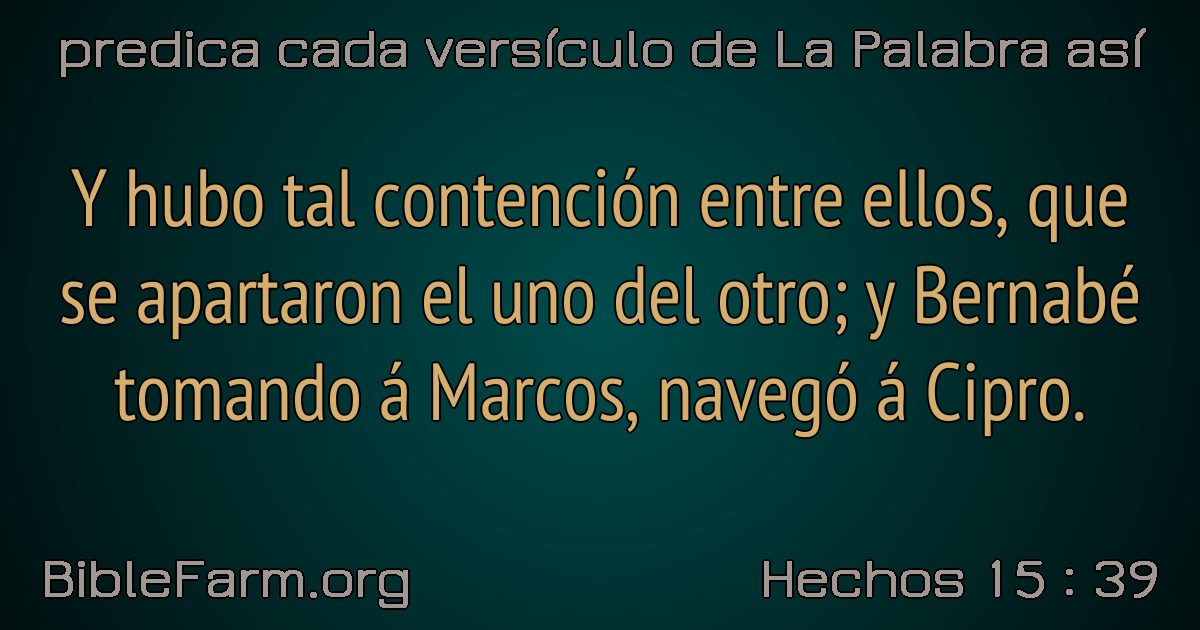 predica cada versículo de La Palabra así
Y hubo tal contención entre ellos, que
se apartaron el uno del otro; y Bernabé
tomando á Marcos, navegó á Cipro.
BibleFarm.org
Hechos 15 : 39